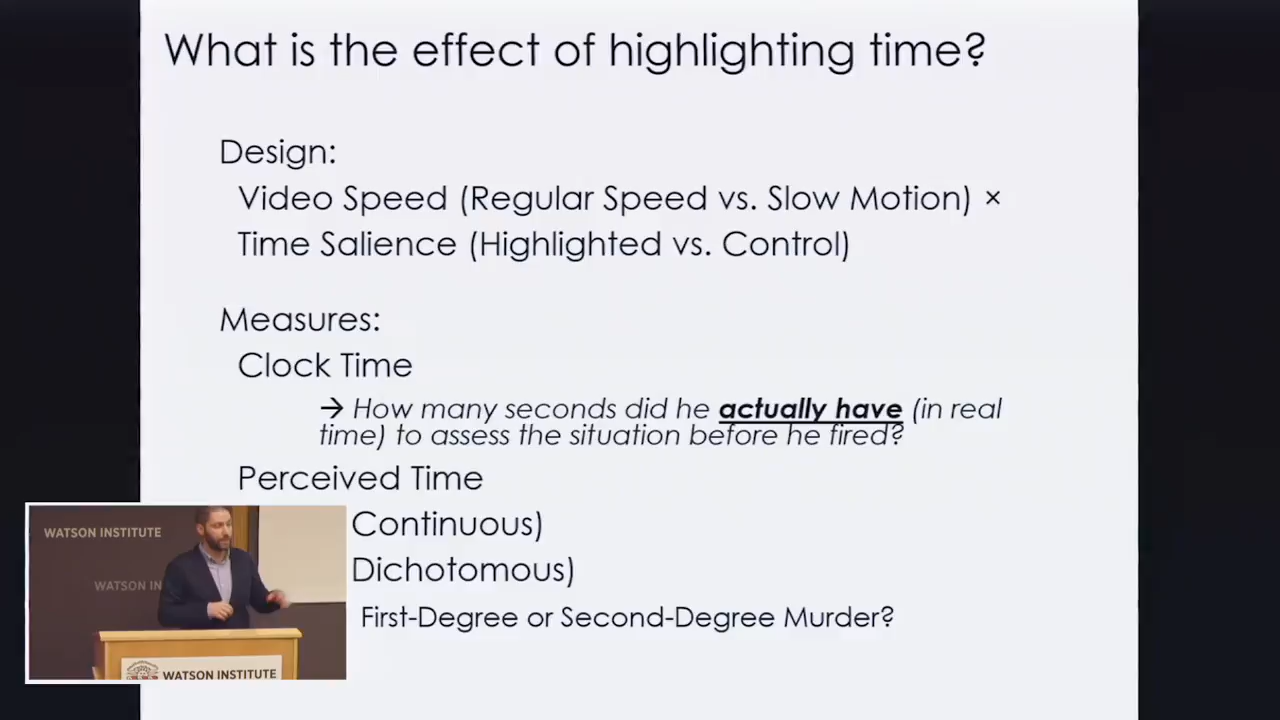 What is the effect of highlighting time?
Design:
Video Speed (Regular Speed vs. Slow Motion) ×
Time Salience (Highlighted vs. Control)
Measures:
Clock Time
→ How many seconds did he actually have (in real
time) to assess the situation before he fired?
Perceived Time
Continuous)
Dichotomous)
First-Degree or Second-Degree Murder?
WATSON INSTITUTE
WATSON IN
WATSON INSTITUTE